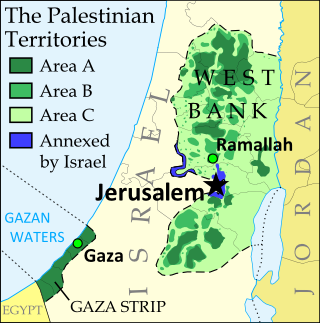 The Palestinian
Territories
Area A
Area B
Area C
Annexed
by Israel
WEST
BANK
Ramallah
Jerusalem
ISRAEL
JORDAN
GAZAN
WATERS
Gaza
GAZA STRIP
EGYPT